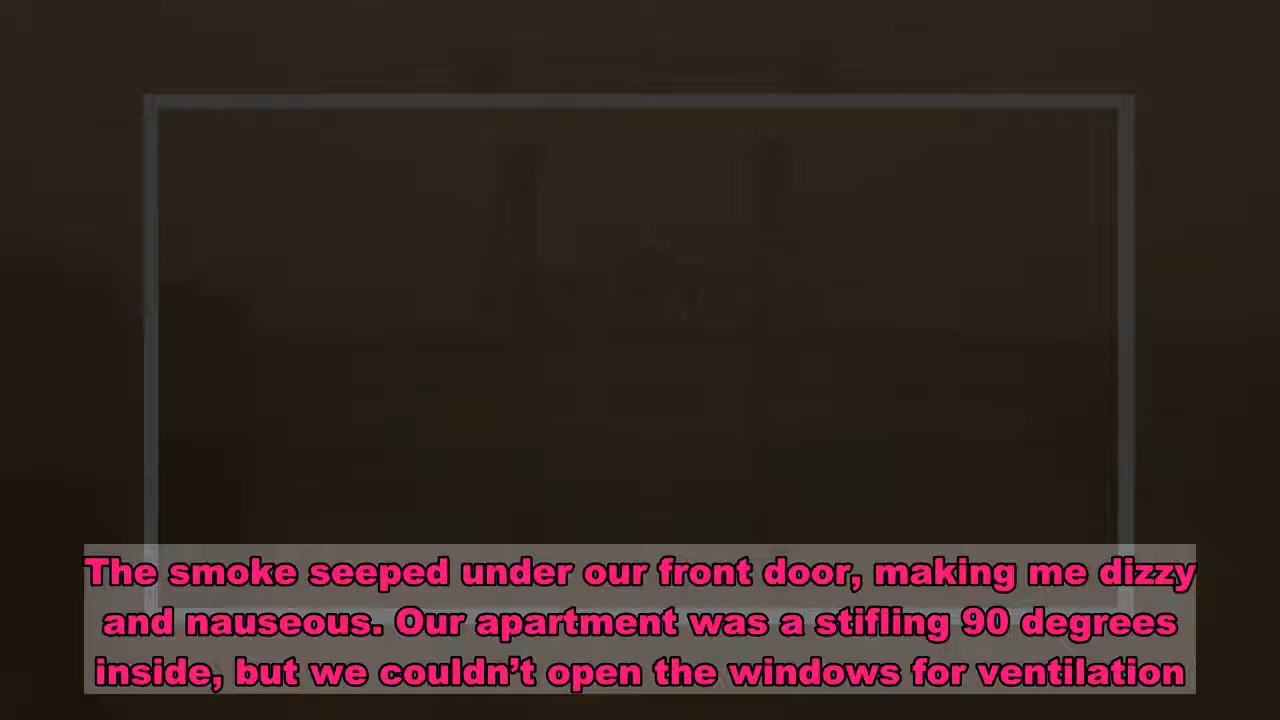 The smoke seeped under our front door, making me dizzy
and nauseous. Our apartment was a stifling 90 degrees
inside, but we couldn’t open the windows for ventilation